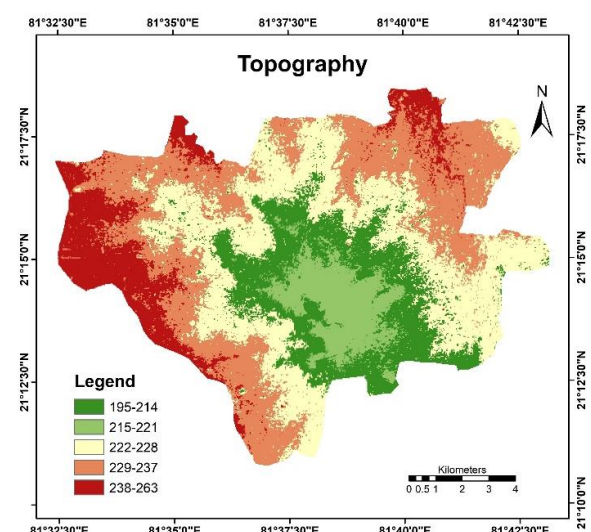 81°32'30"E 81°35'0"E 81°37'30"E 81°40'0"E 81°42'30"E
Topography
N
21°17'30"N 21°17'30"N
21°15'0"N 21°15'0"N
21°12'30"N 21°12'30"N
21°10'0"N
Legend
195-214
215-221
222-228
229-237
238-263
Kilometers
0 0.5 1 2 3 4
81°32'30"E 81°35'0"E 81°37'30"E 81°40'0"E 81°42'30"E